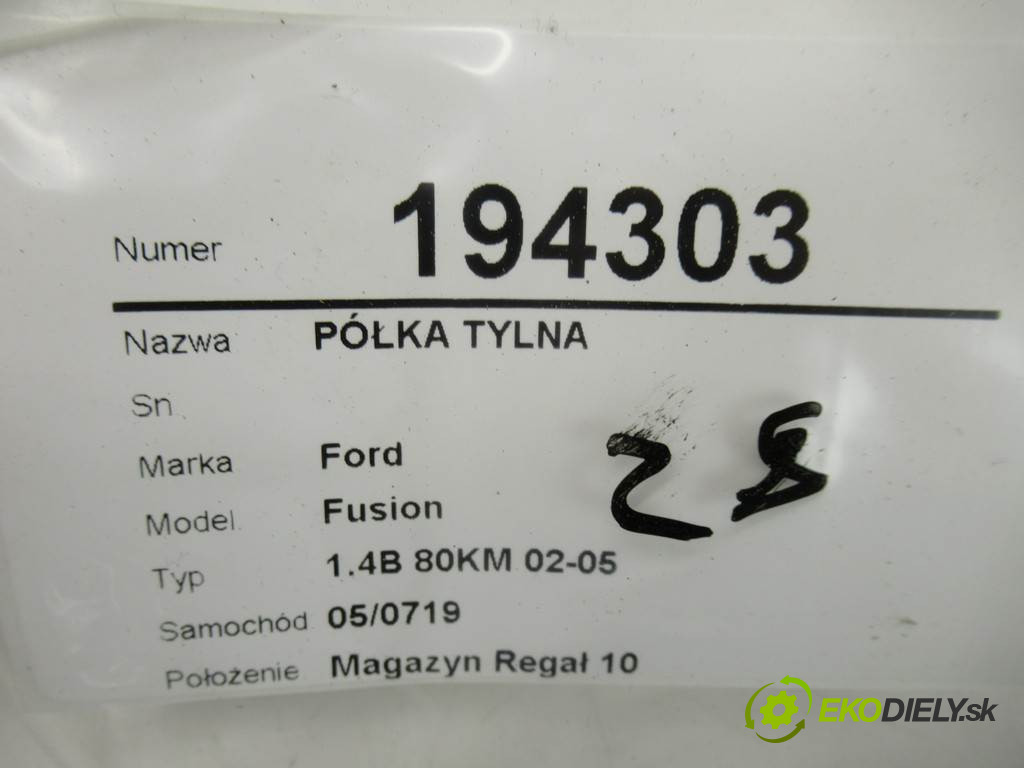 Numer 194303
Nazwa PÓŁKA TYLNA
Sn
Marka Ford
Model Fusion
Typ 1.4B 80KM 02-05
Samochód 05/0719
Położenie Magazyn Regał 10
28
EKODIELY.sk